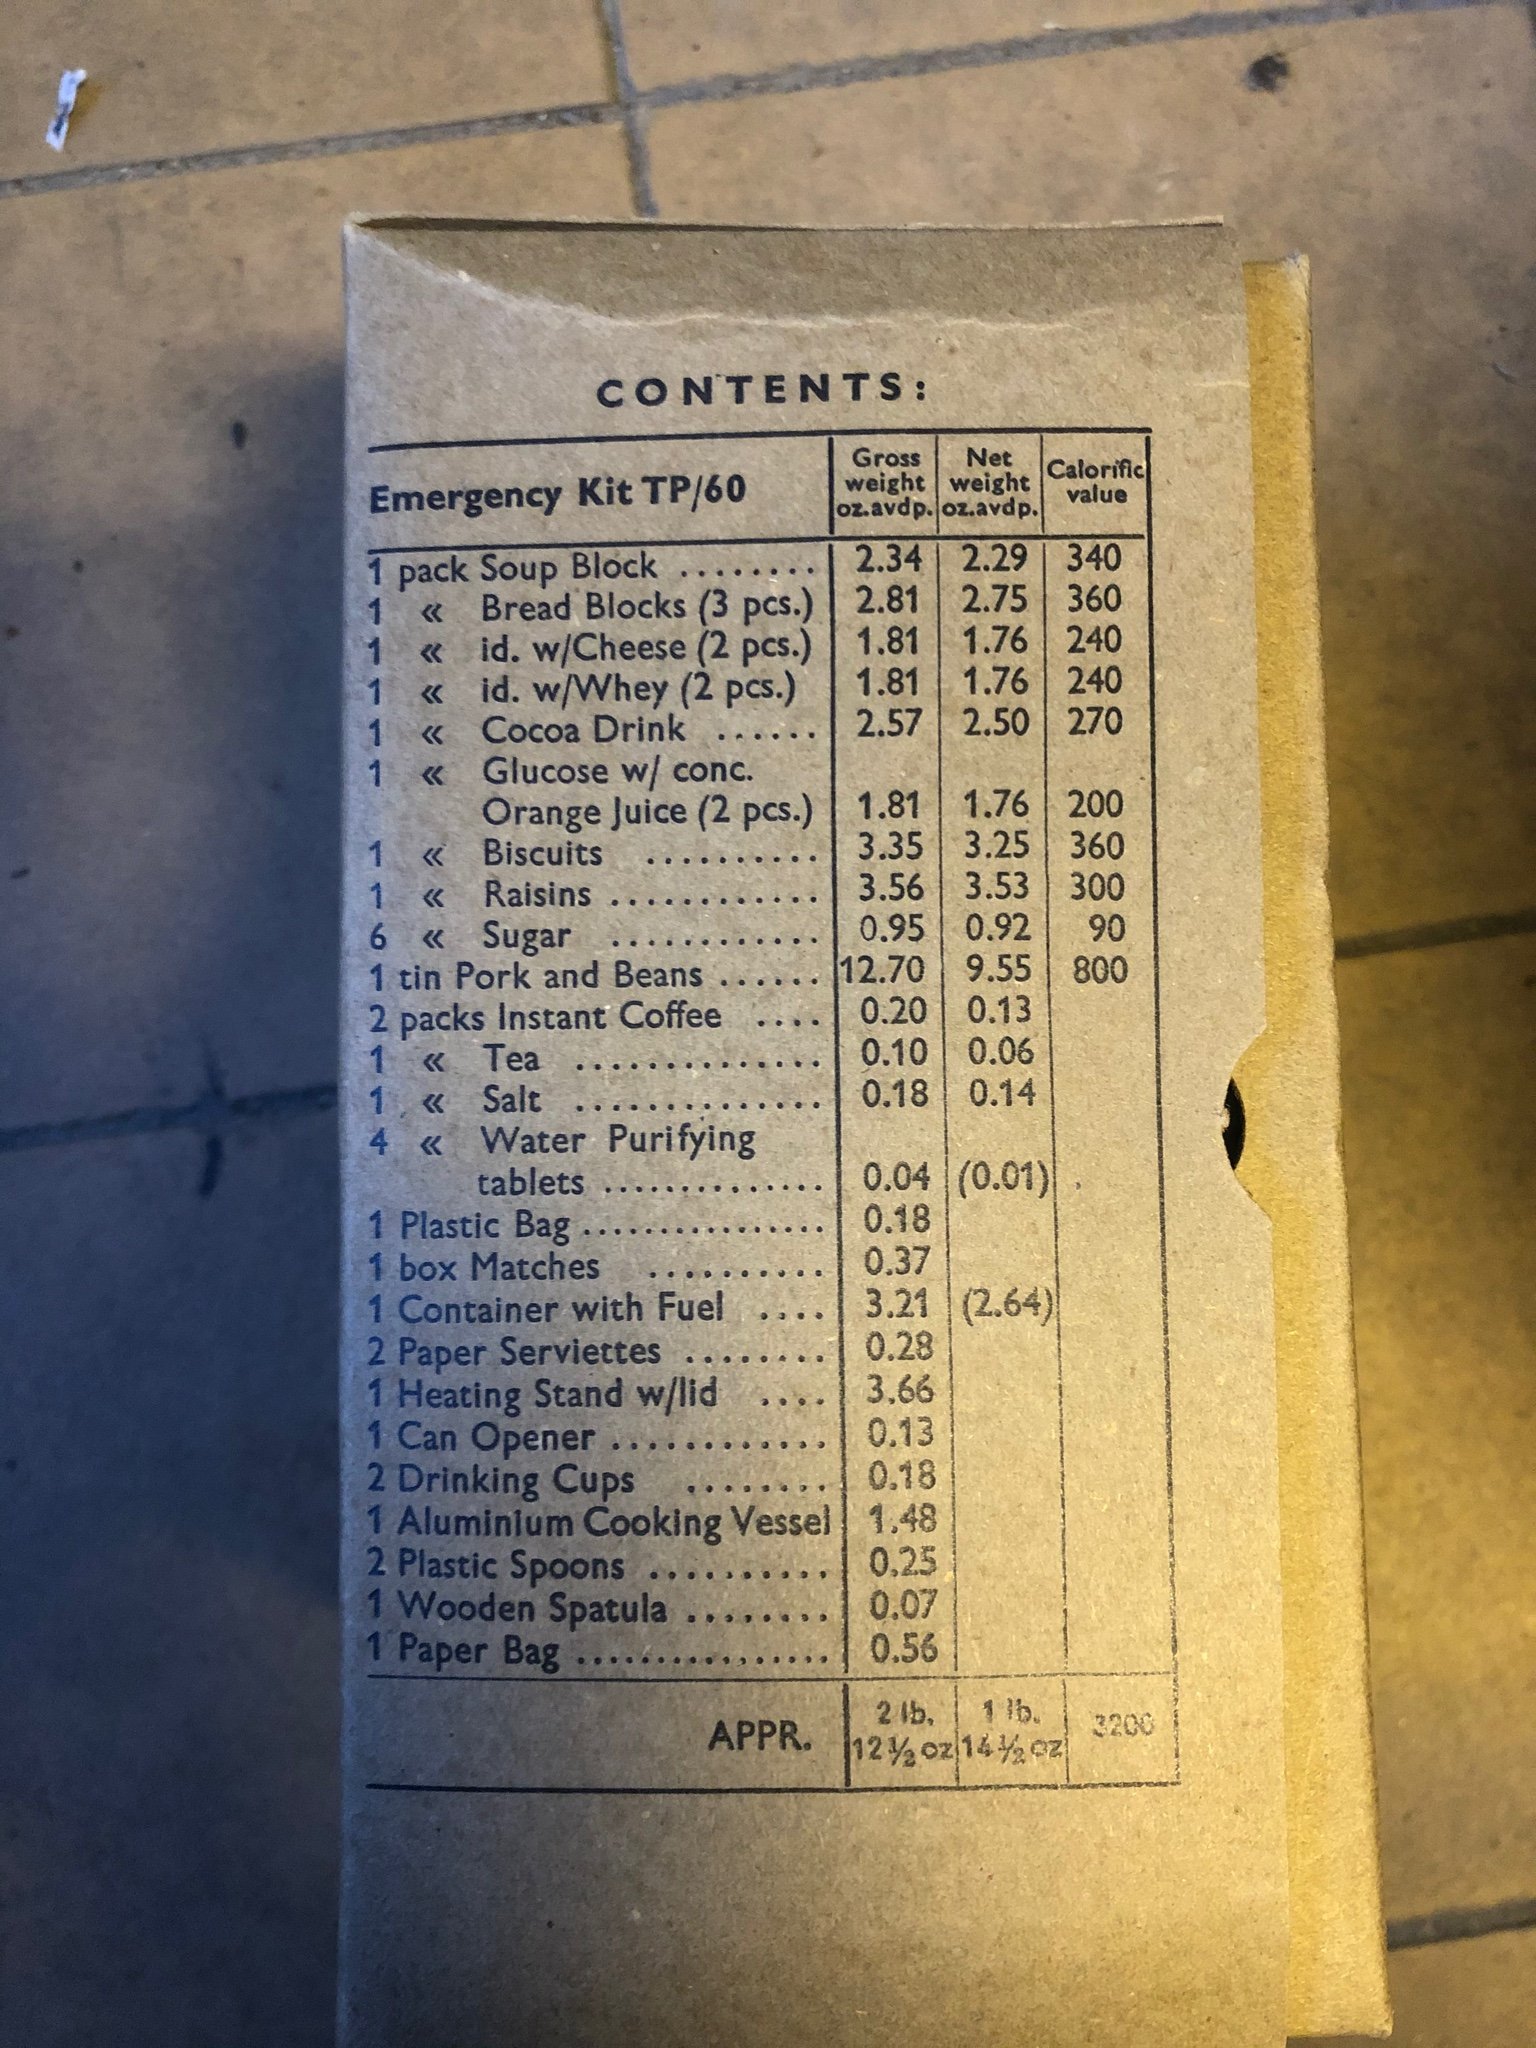 CONTENTS:
Emergency Kit TP/60 Gross weight oz.avdp. Net weight oz.avdp. Calorific value
1 pack Soup Block ........ 2.34 2.29 340
1 « Bread Blocks (3 pcs.) 2.81 2.75 360
1 « id. w/Cheese (2 pcs.) 1.81 1.76 240
1 « id. w/Whey (2 pcs.) 1.81 1.76 240
1 « Cocoa Drink ...... 2.57 2.50 270
1 « Glucose w/ conc.
Orange Juice (2 pcs.) 1.81 1.76 200
1 « Biscuits .......... 3.35 3.25 360
1 « Raisins ............ 3.56 3.53 300
6 « Sugar ............ 0.95 0.92 90
1 tin Pork and Beans ...... 12.70 9.55 800
2 packs Instant Coffee .... 0.20 0.13
1 « Tea .............. 0.10 0.06
1 « Salt .............. 0.18 0.14
4 « Water Purifying
tablets .............. 0.04 (0.01)
1 Plastic Bag ................ 0.18
1 box Matches .......... 0.37
1 Container with Fuel .... 3.21 (2.64)
2 Paper Serviettes ........ 0.28
1 Heating Stand w/lid .... 3.66
1 Can Opener ............ 0.13
2 Drinking Cups ........ 0.18
1 Aluminium Cooking Vessel 1.48
2 Plastic Spoons .......... 0.25
1 Wooden Spatula ........ 0.07
1 Paper Bag ................ 0.56
APPR. 2 lb. 12½ oz 1 lb. 14½ oz 3200